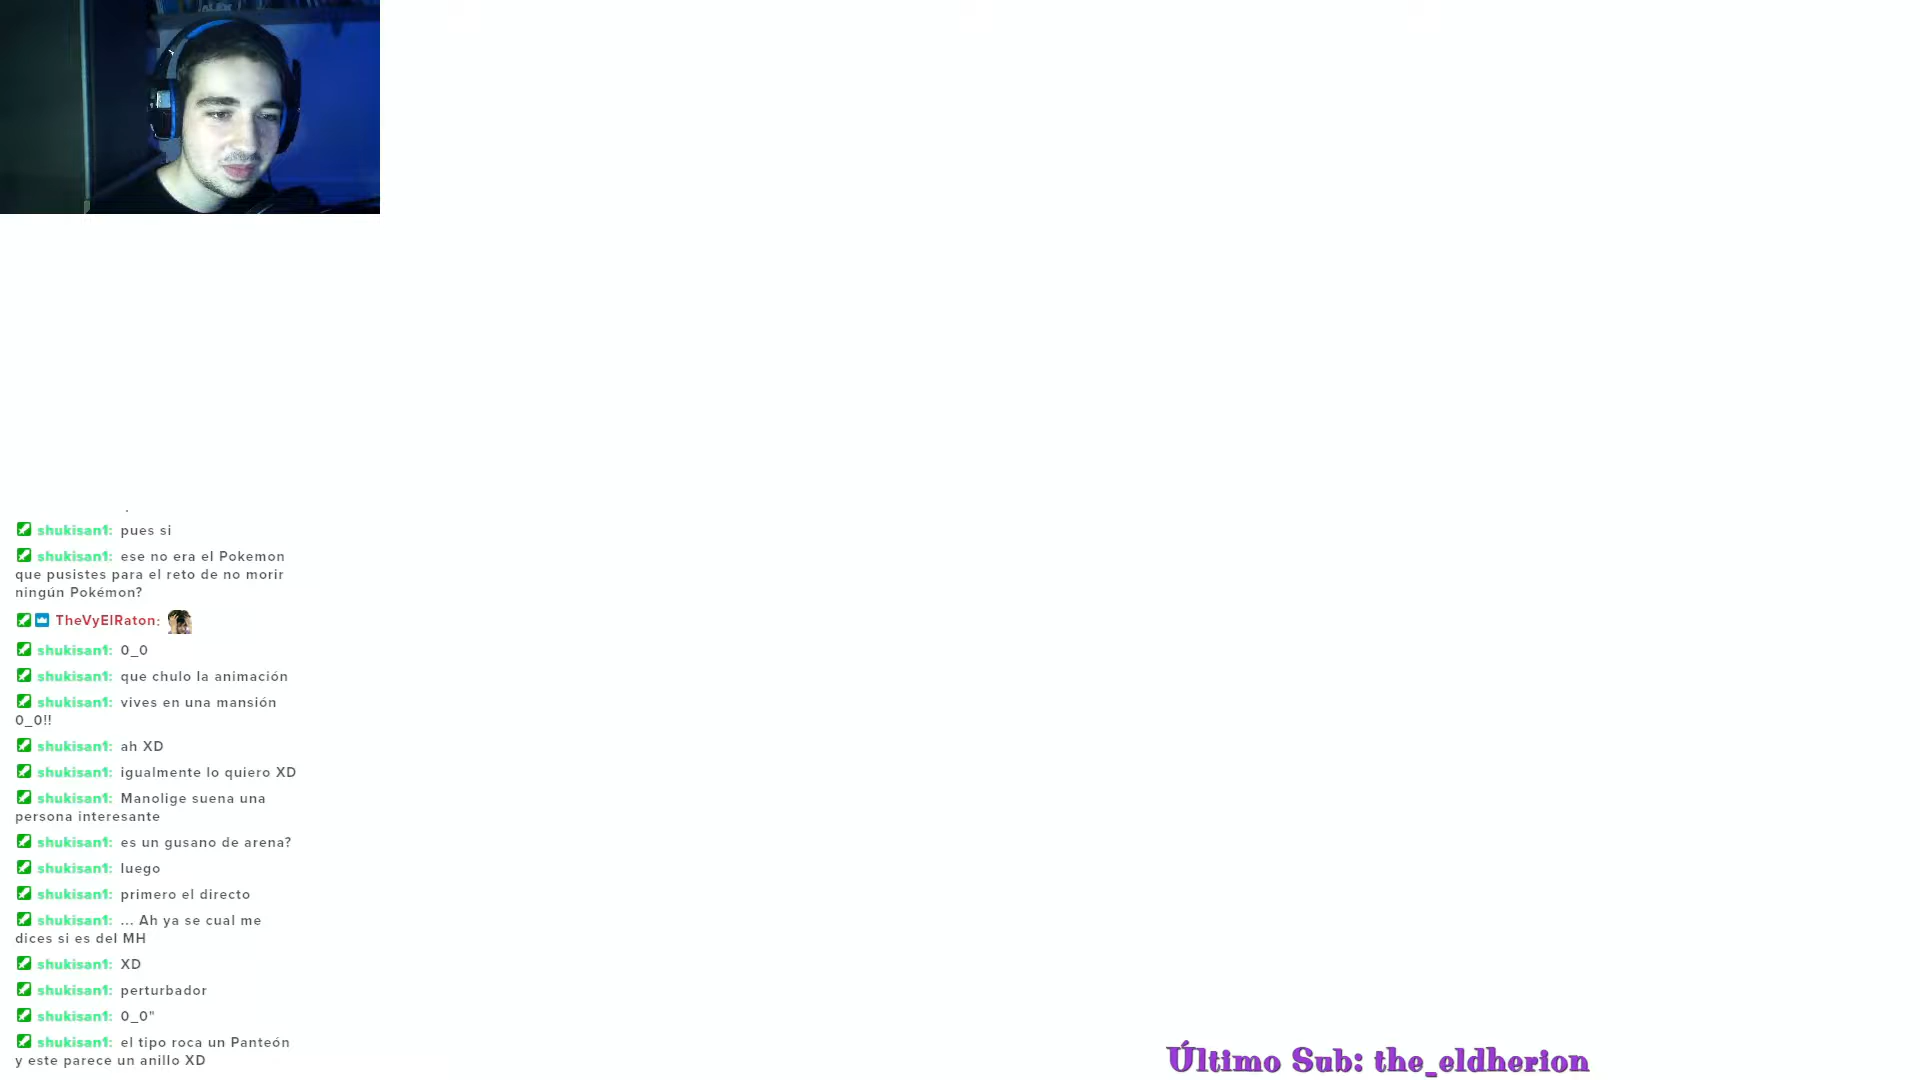 shukisan1: pues si
shukisan1: ese no era el Pokemon
que pusistes para el reto de no morir
ningún Pokémon?
TheVyElRaton:
shukisan1: 0_0
shukisan1: que chulo la animación
shukisan1: vives en una mansión
0_0!!
shukisan1: ah XD
shukisan1: igualmente lo quiero XD
shukisan1: Manolige suena una
persona interesante
shukisan1: es un gusano de arena?
shukisan1: luego
shukisan1: primero el directo
shukisan1: ... Ah ya se cual me
dices si es del MH
shukisan1: XD
shukisan1: perturbador
shukisan1: 0_0"
shukisan1: el tipo roca un Panteón
y este parece un anillo XD
Último Sub: the_eldherion